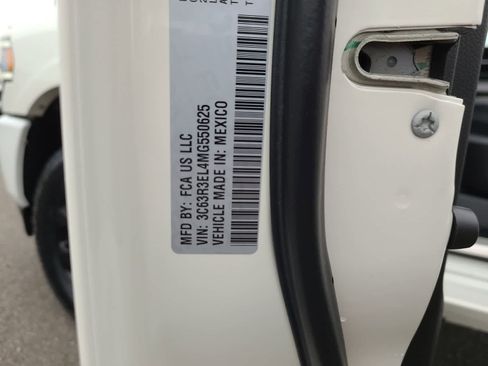 MFD BY: FCA US LLC
VIN: 3C63R3EL4MG550625
VEHICLE MADE IN: MEXICO